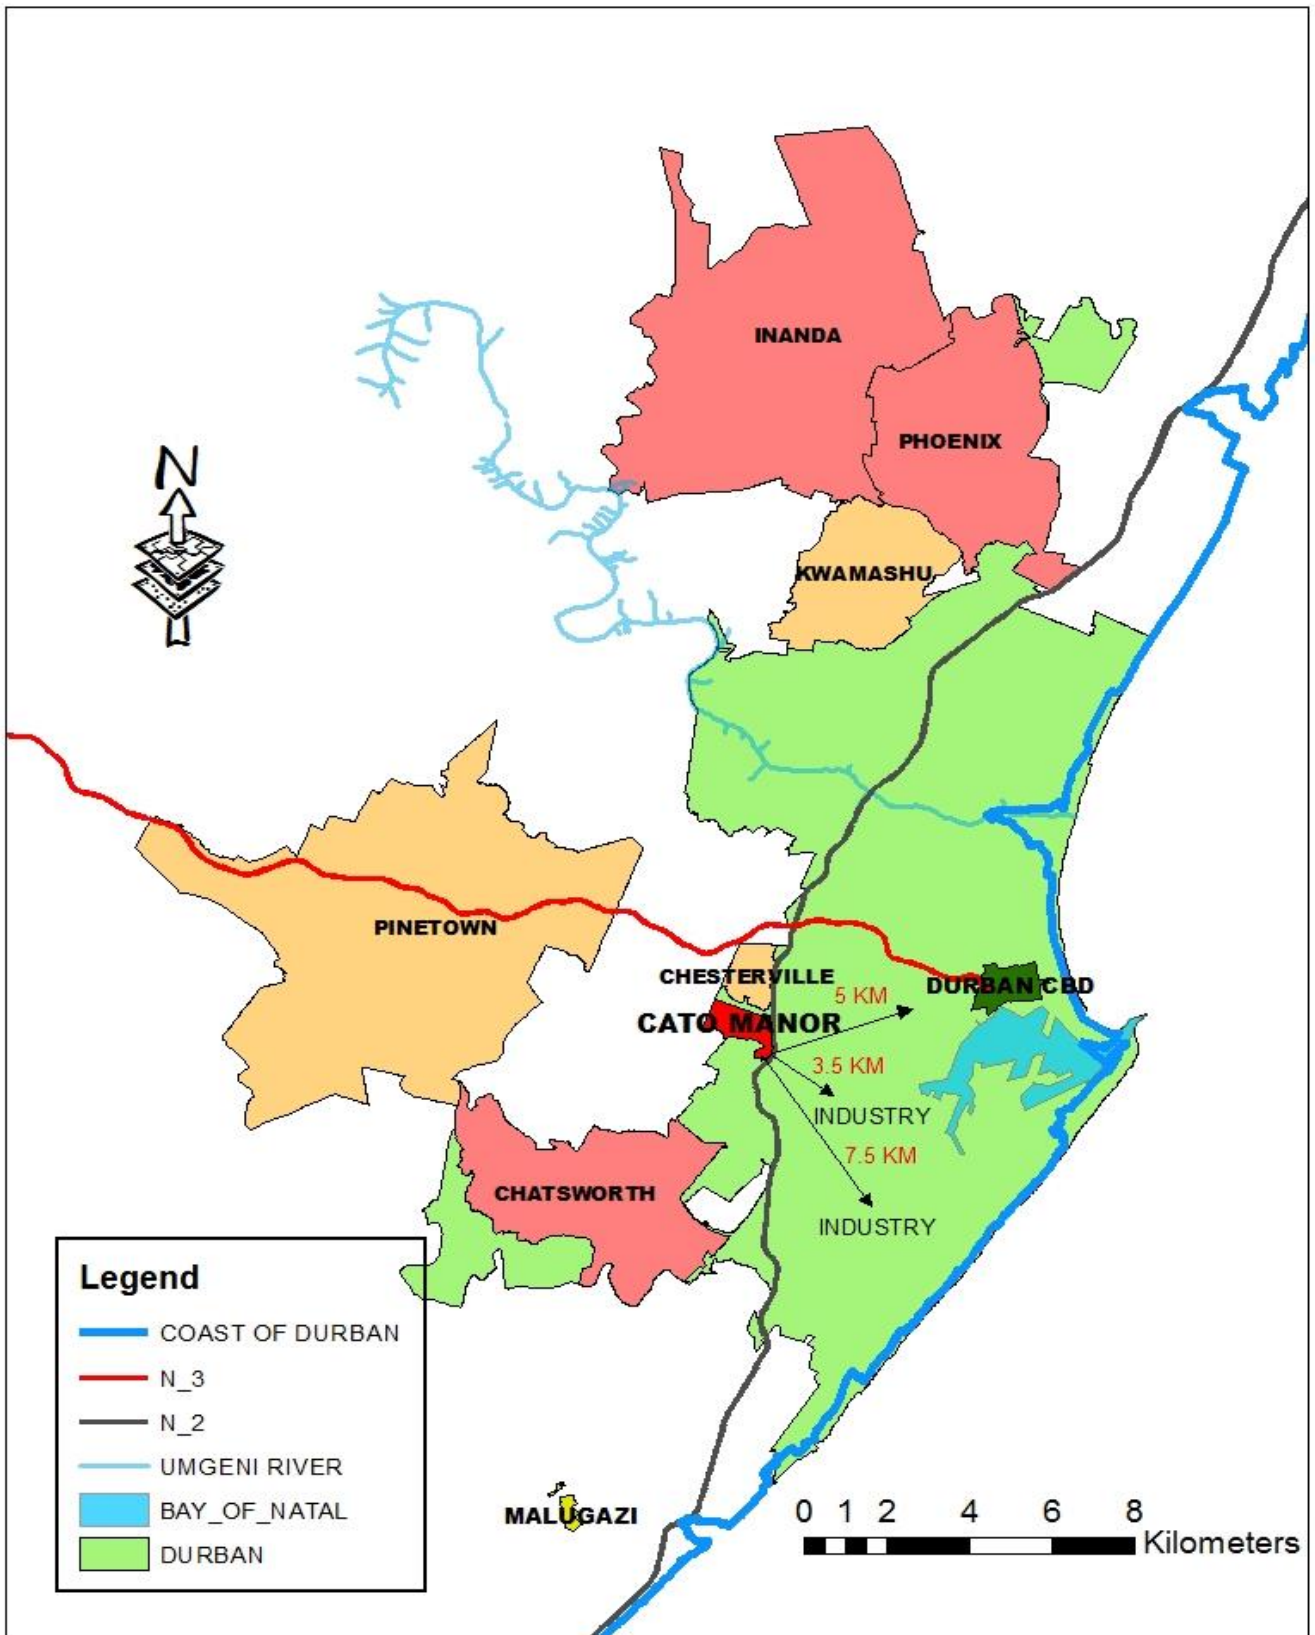 INANDA
PHOENIX
N
KWAMASHU
PINETOWN
CHESTERVILLE
DURBAN CBD
5 KM
CATO MANOR
3.5 KM
INDUSTRY
7.5 KM
CHATSWORTH
INDUSTRY
Legend
COAST OF DURBAN
N_3
N_2
UMGENI RIVER
BAY_OF_NATAL
DURBAN
MALUGAZI
0 1 2 4 6 8
Kilometers